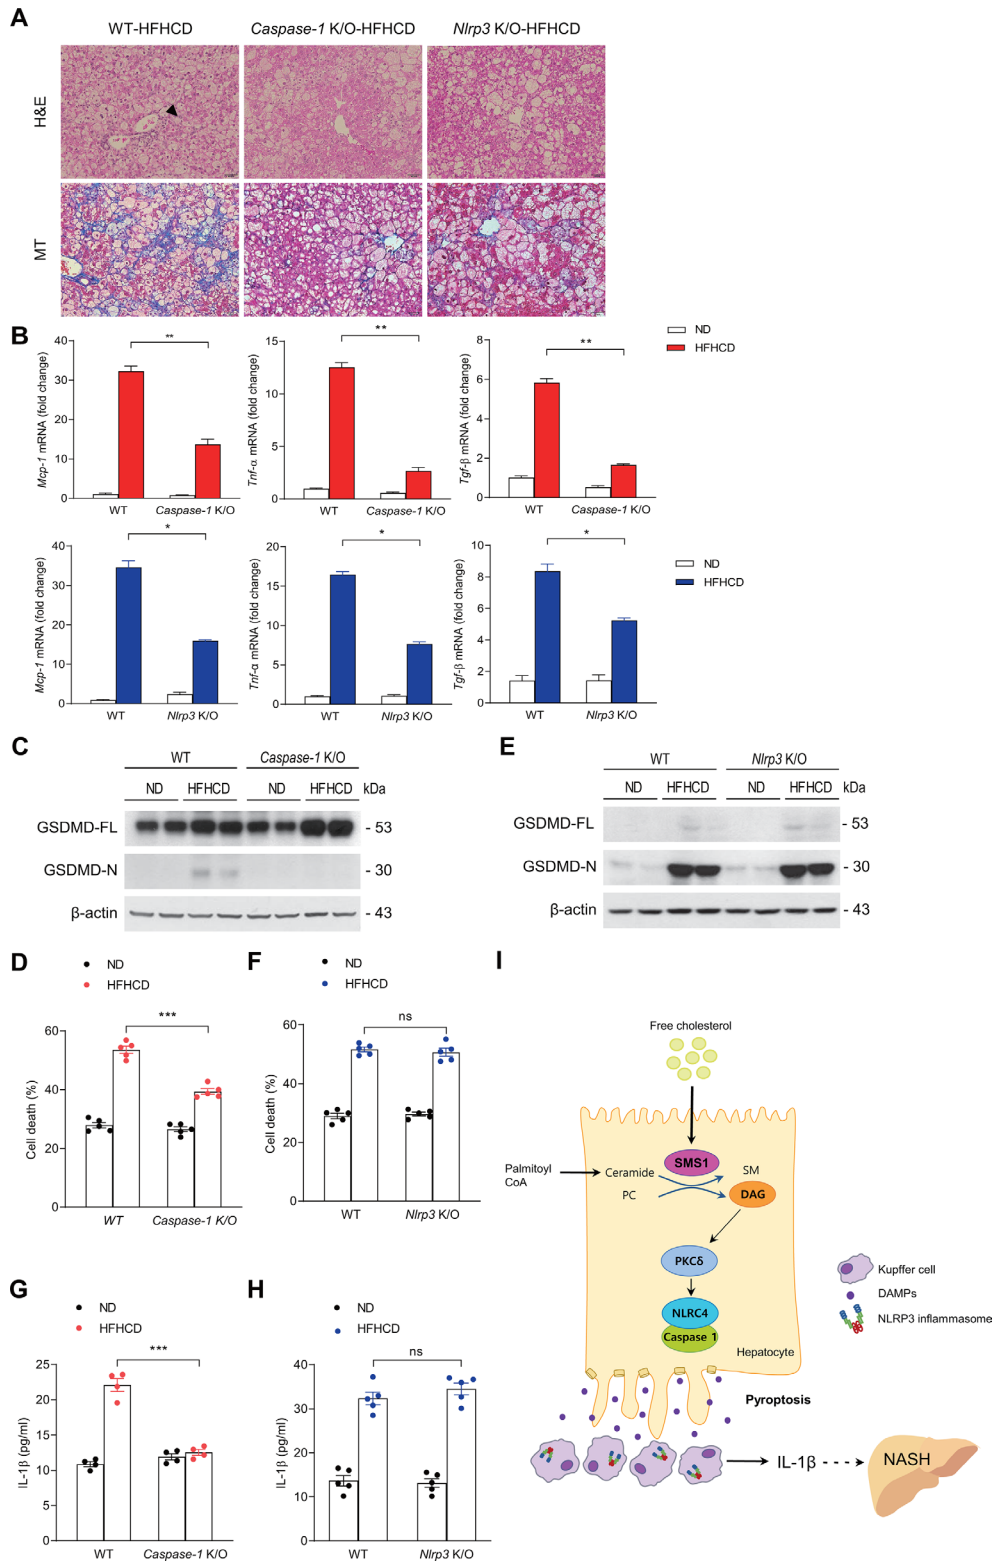 A
WT-HFHCD
Caspase-1 K/O-HFHCD
Nlrp3 K/O-HFHCD
H&E
MT
B
ND
HFHCD
Mcp-1 mRNA (fold change)
40
30
20
10
0
**
WT
Caspase-1 K/O
Tnf-α mRNA (fold change)
15
10
5
0
**
WT
Caspase-1 K/O
Tgf-β mRNA (fold change)
8
6
4
2
0
**
WT
Caspase-1 K/O
ND
HFHCD
Mcp-1 mRNA (fold change)
40
30
20
10
0
*
WT
Nlrp3 K/O
Tnf-α mRNA (fold change)
20
15
10
5
0
*
WT
Nlrp3 K/O
Tgf-β mRNA (fold change)
10
8
6
4
2
0
*
WT
Nlrp3 K/O
C
WT
Caspase-1 K/O
ND
HFHCD
ND
HFHCD
kDa
GSDMD-FL
- 53
GSDMD-N
- 30
β-actin
- 43
E
WT
Nlrp3 K/O
ND
HFHCD
ND
HFHCD
kDa
GSDMD-FL
- 53
GSDMD-N
- 30
β-actin
- 43
D
ND
HFHCD
Cell death (%)
60
40
20
0
***
WT
Caspase-1 K/O
F
ND
HFHCD
Cell death (%)
60
40
20
0
ns
WT
Nlrp3 K/O
G
ND
HFHCD
IL-1β (pg/ml)
25
20
15
10
5
0
***
WT
Caspase-1 K/O
H
ND
HFHCD
IL-1β (pg/ml)
40
30
20
10
0
ns
WT
Nlrp3 K/O
I
Free cholesterol
SMS1
Palmitoyl
CoA
Ceramide
SM
PC
DAG
PKCδ
NLRC4
Caspase 1
Hepatocyte
Kupffer cell
DAMPs
NLRP3 inflammasome
Pyroptosis
IL-1β
NASH